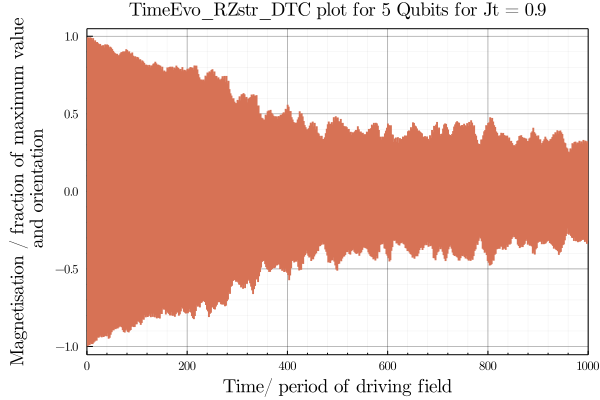 TimeEvo_RZstr_DTC plot for 5 Qubits for Jt = 0.9
Magnetisation / fraction of maximum value
and orientation
1.0
0.5
0.0
−0.5
−1.0
0 200 400 600 800 1000
Time/ period of driving field